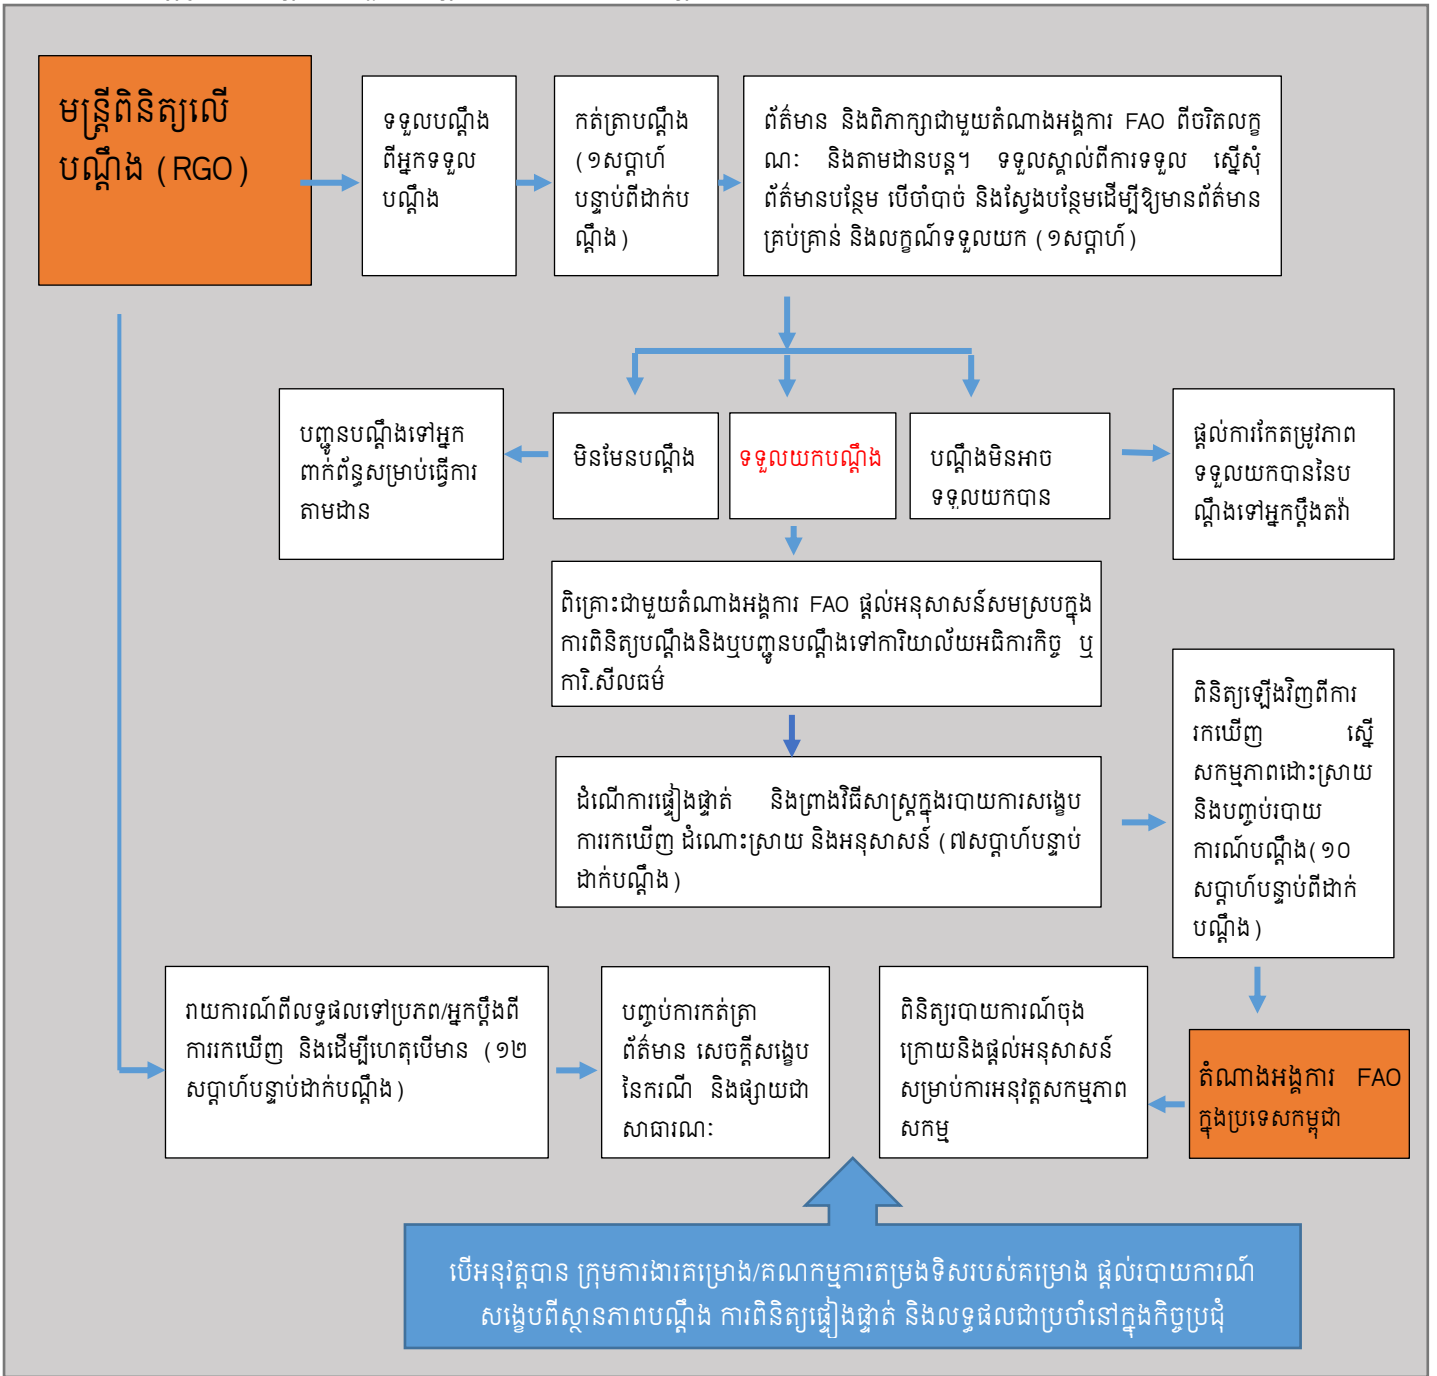 មន្ត្រីពិនិត្យលើ
បណ្ដឹង (RGO)
ទទួលបណ្ដឹង
ពីអ្នកទទួល
បណ្ដឹង
កត់ត្រាបណ្ដឹង
(១សប្ដាហ៍
បន្ទាប់ពីដាក់ប
ណ្ដឹង)
ព័ត៌មាន និងពិភាក្សាជាមួយតំណាងអង្គការ FAO ពីចរិតលក្ខ
ណៈ និងតាមដានបន្ត។ ទទួលស្គាល់ពីការទទួល ស្នើសុំ
ព័ត៌មានបន្ថែម បើចាំបាច់ និងស្វែងបន្ថែមដើម្បីឱ្យមានព័ត៌មាន
គ្រប់គ្រាន់ និងលក្ខណ៍ទទួលយក (១សប្ដាហ៍)
បញ្ជូនបណ្ដឹងទៅអ្នក
ពាក់ព័ន្ធសម្រាប់ធ្វើការ
តាមដាន
មិនមែនបណ្ដឹង
ទទួលយកបណ្ដឹង
បណ្ដឹងមិនអាច
ទទួលយកបាន
ផ្ដល់ការកែតម្រូវភាព
ទទួលយកបាននៃប
ណ្ដឹងទៅអ្នកប្ដឹងតវ៉ា
ពិគ្រោះជាមួយតំណាងអង្គការ FAO ផ្ដល់អនុសាសន៍សមស្របក្នុង
ការពិនិត្យបណ្ដឹងនិងឬបញ្ជូនបណ្ដឹងទៅការិយាល័យអធិការកិច្ច ឬ
ការិ.សីលធម៌
ដំណើការផ្ទៀងផ្ទាត់ និងព្រាងវិធីសាស្ត្រក្នុងរបាយការសង្ខេប
ការរកឃើញ ដំណោះស្រាយ និងអនុសាសន៍ (៧សប្ដាហ៍បន្ទាប់
ដាក់បណ្ដឹង)
ពិនិត្យឡើងវិញពីការ
រកឃើញ ស្នើ
សកម្មភាពដោះស្រាយ
និងបញ្ចប់របាយ
ការណ៍បណ្ដឹង(១០
សប្ដាហ៍បន្ទាប់ពីដាក់
បណ្ដឹង)
រាយការណ៍ពីលទ្ធផលទៅប្រភព/អ្នកប្ដឹងពី
ការរកឃើញ និងដើម្បីហេតុបើមាន (១២
សប្ដាហ៍បន្ទាប់ដាក់បណ្ដឹង)
បញ្ចប់ការកត់ត្រា
ព័ត៌មាន សេចក្ដីសង្ខេប
នៃករណី និងផ្សាយជា
សាធារណៈ
ពិនិត្យរបាយការណ៍ចុង
ក្រោយនិងផ្ដល់អនុសាសន៍
សម្រាប់ការអនុវត្តសកម្មភាព
សកម្ម
តំណាងអង្គការ FAO
ក្នុងប្រទេសកម្ពុជា
បើអនុវត្តបាន ក្រុមការងារគម្រោង/គណកម្មការតម្រងទិសរបស់គម្រោង ផ្ដល់របាយការណ៍
សង្ខេបពីស្ថានភាពបណ្ដឹង ការពិនិត្យផ្ទៀងផ្ទាត់ និងលទ្ធផលជាប្រចាំនៅក្នុងកិច្ចប្រជុំ